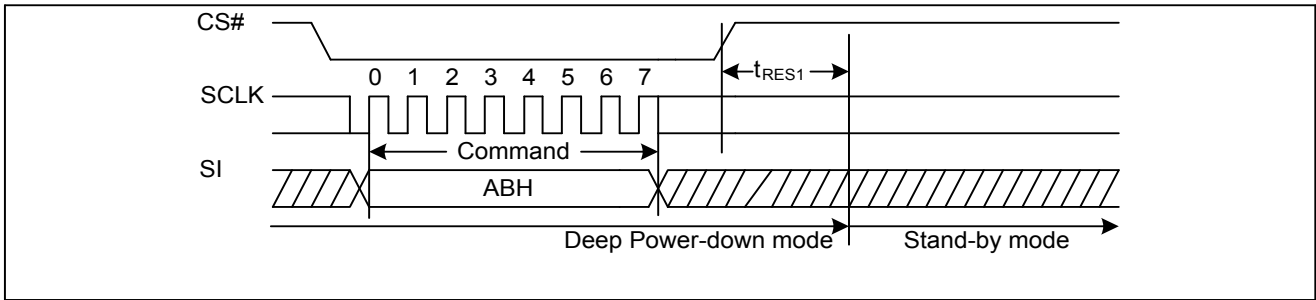 CS#
tRES1
0 1 2 3 4 5 6 7
SCLK
Command
SI
ABH
Deep Power-down mode Stand-by mode